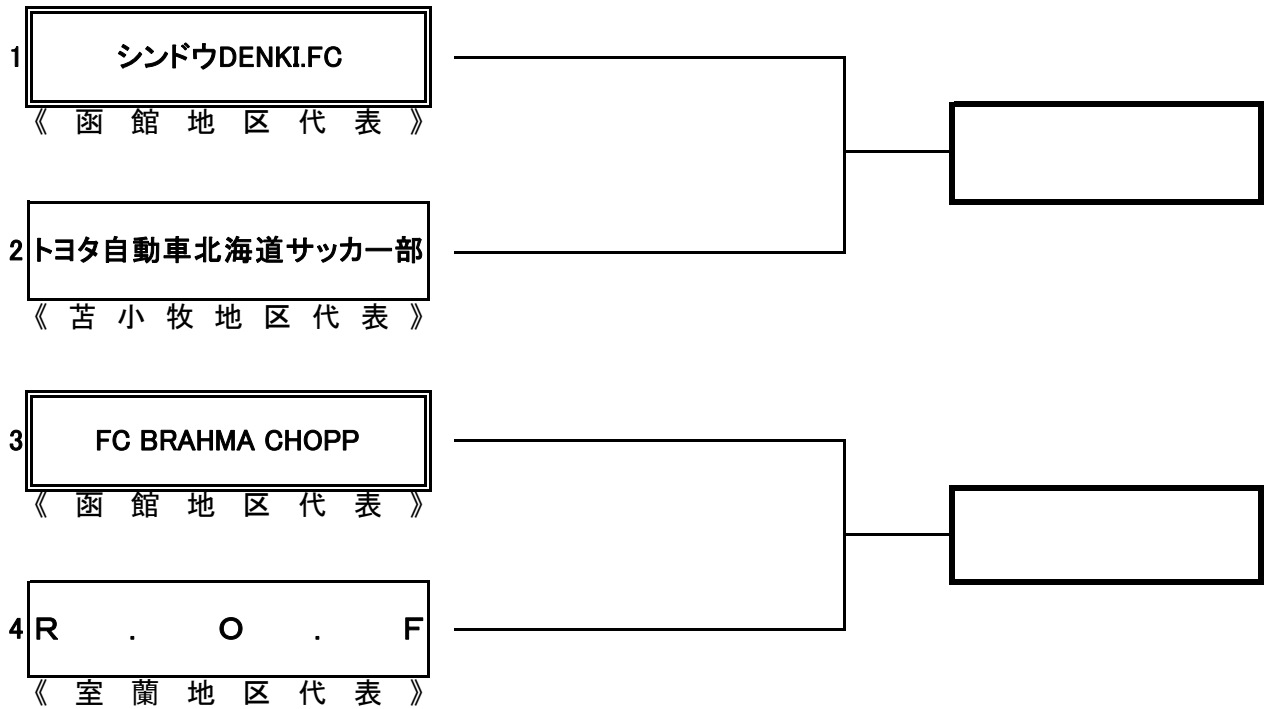 1 シンドウDENKI.FC
《函館地区代表》
2 トヨタ自動車北海道サッカー部
《苫小牧地区代表》
3 FC BRAHMA CHOPP
《函館地区代表》
4 R.O.F
《室蘭地区代表》